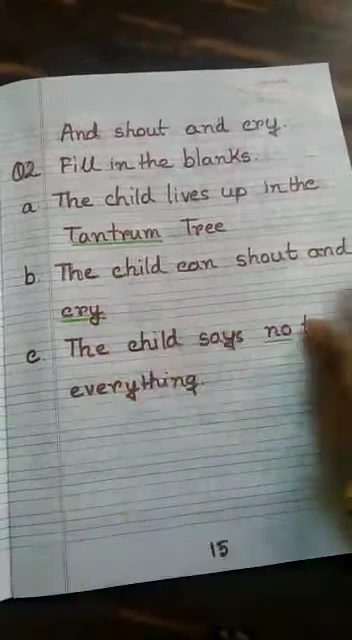 And shout and cry.
Q2 Fill in the blanks.
a The child lives up in the
Tantrum Tree
b. The child can shout and
cry.
c. The child says no
everything.
15